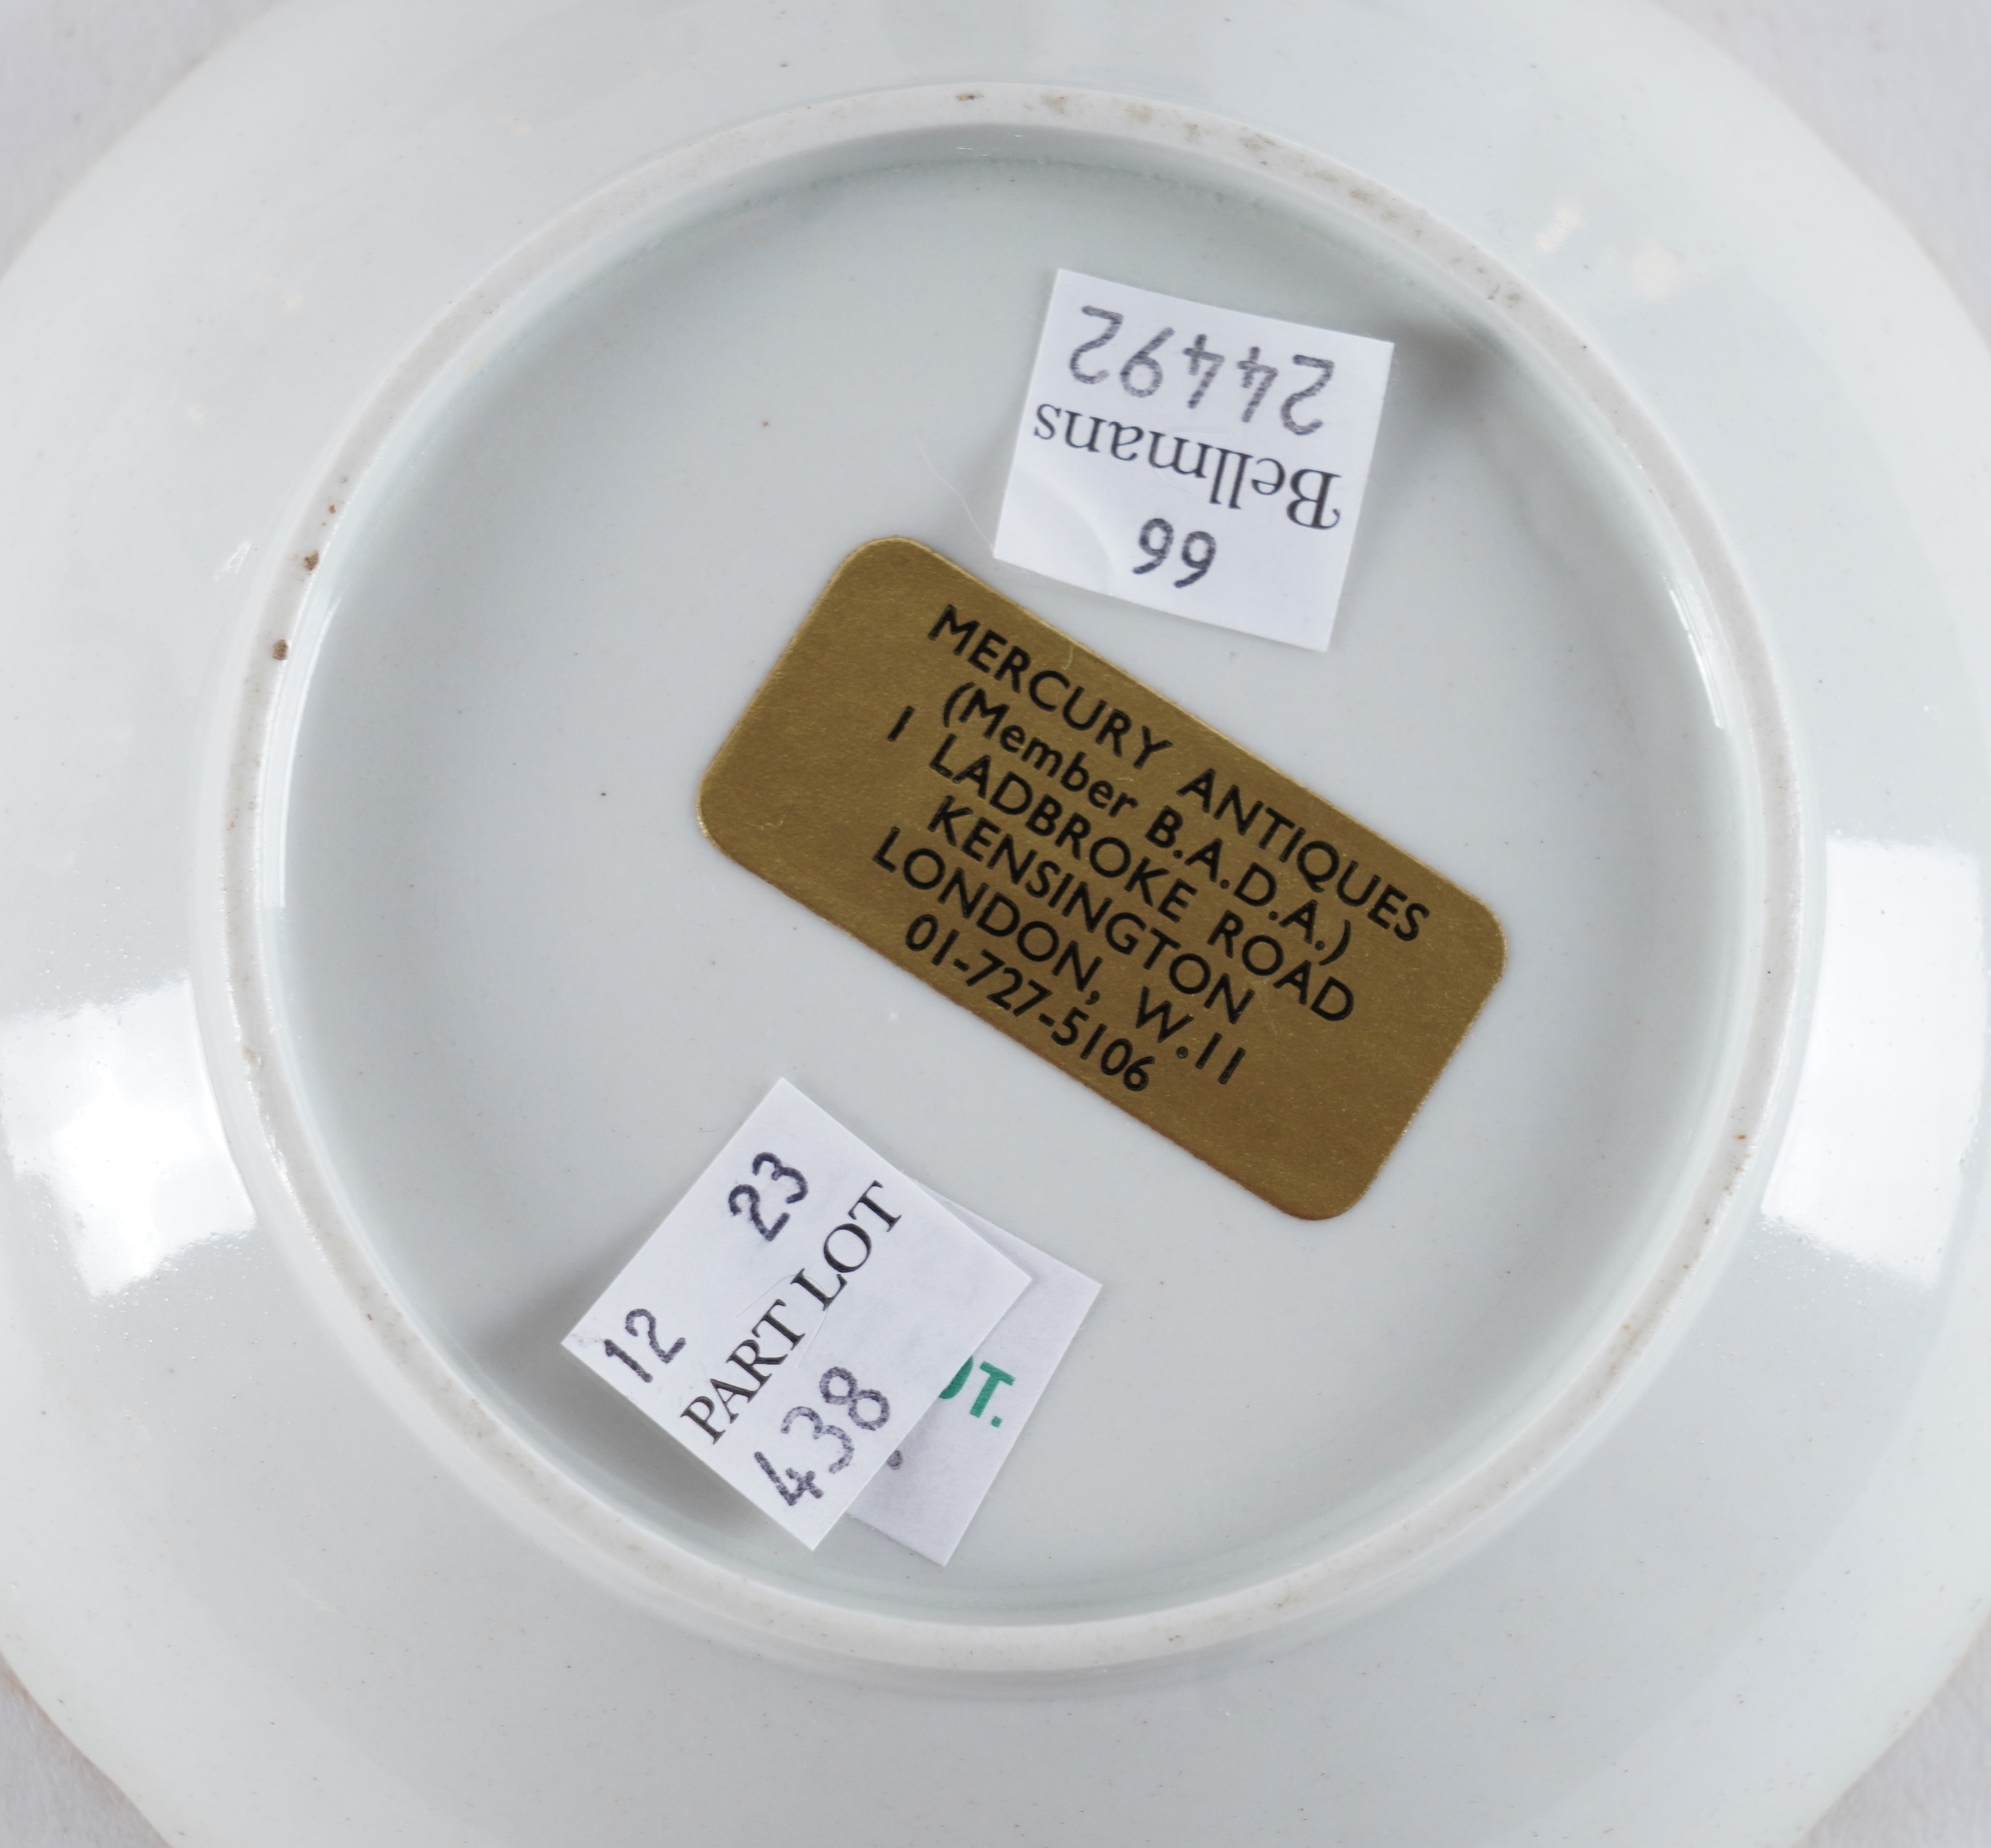 66
Bellmans
24492
MERCURY ANTIQUES
(Member B.A.D.A.)
1 LADBROKE ROAD
KENSINGTON
LONDON, W.11
01-727-5106
12 23
PART LOT
438
OT.